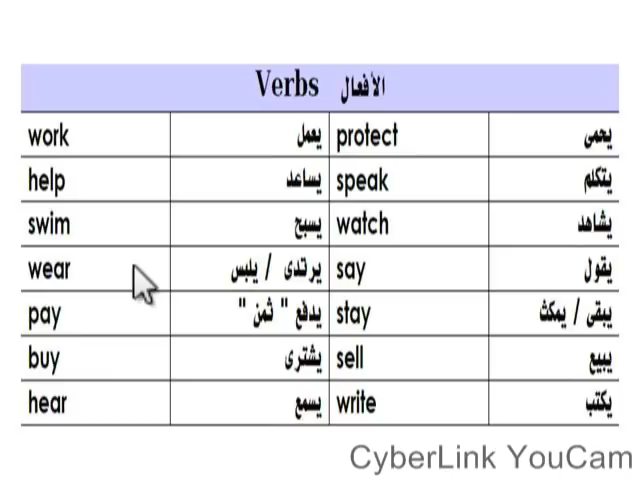 Verbs الأفعال
work يعمل protect يحمى
help يساعد speak يتكلم
swim يسبح watch يشاهد
wear يرتدى / يلبس say يقول
pay يدفع " ثمن " stay يبقى / يمكث
buy يشترى sell يبيع
hear يسمع write يكتب
CyberLink YouCam